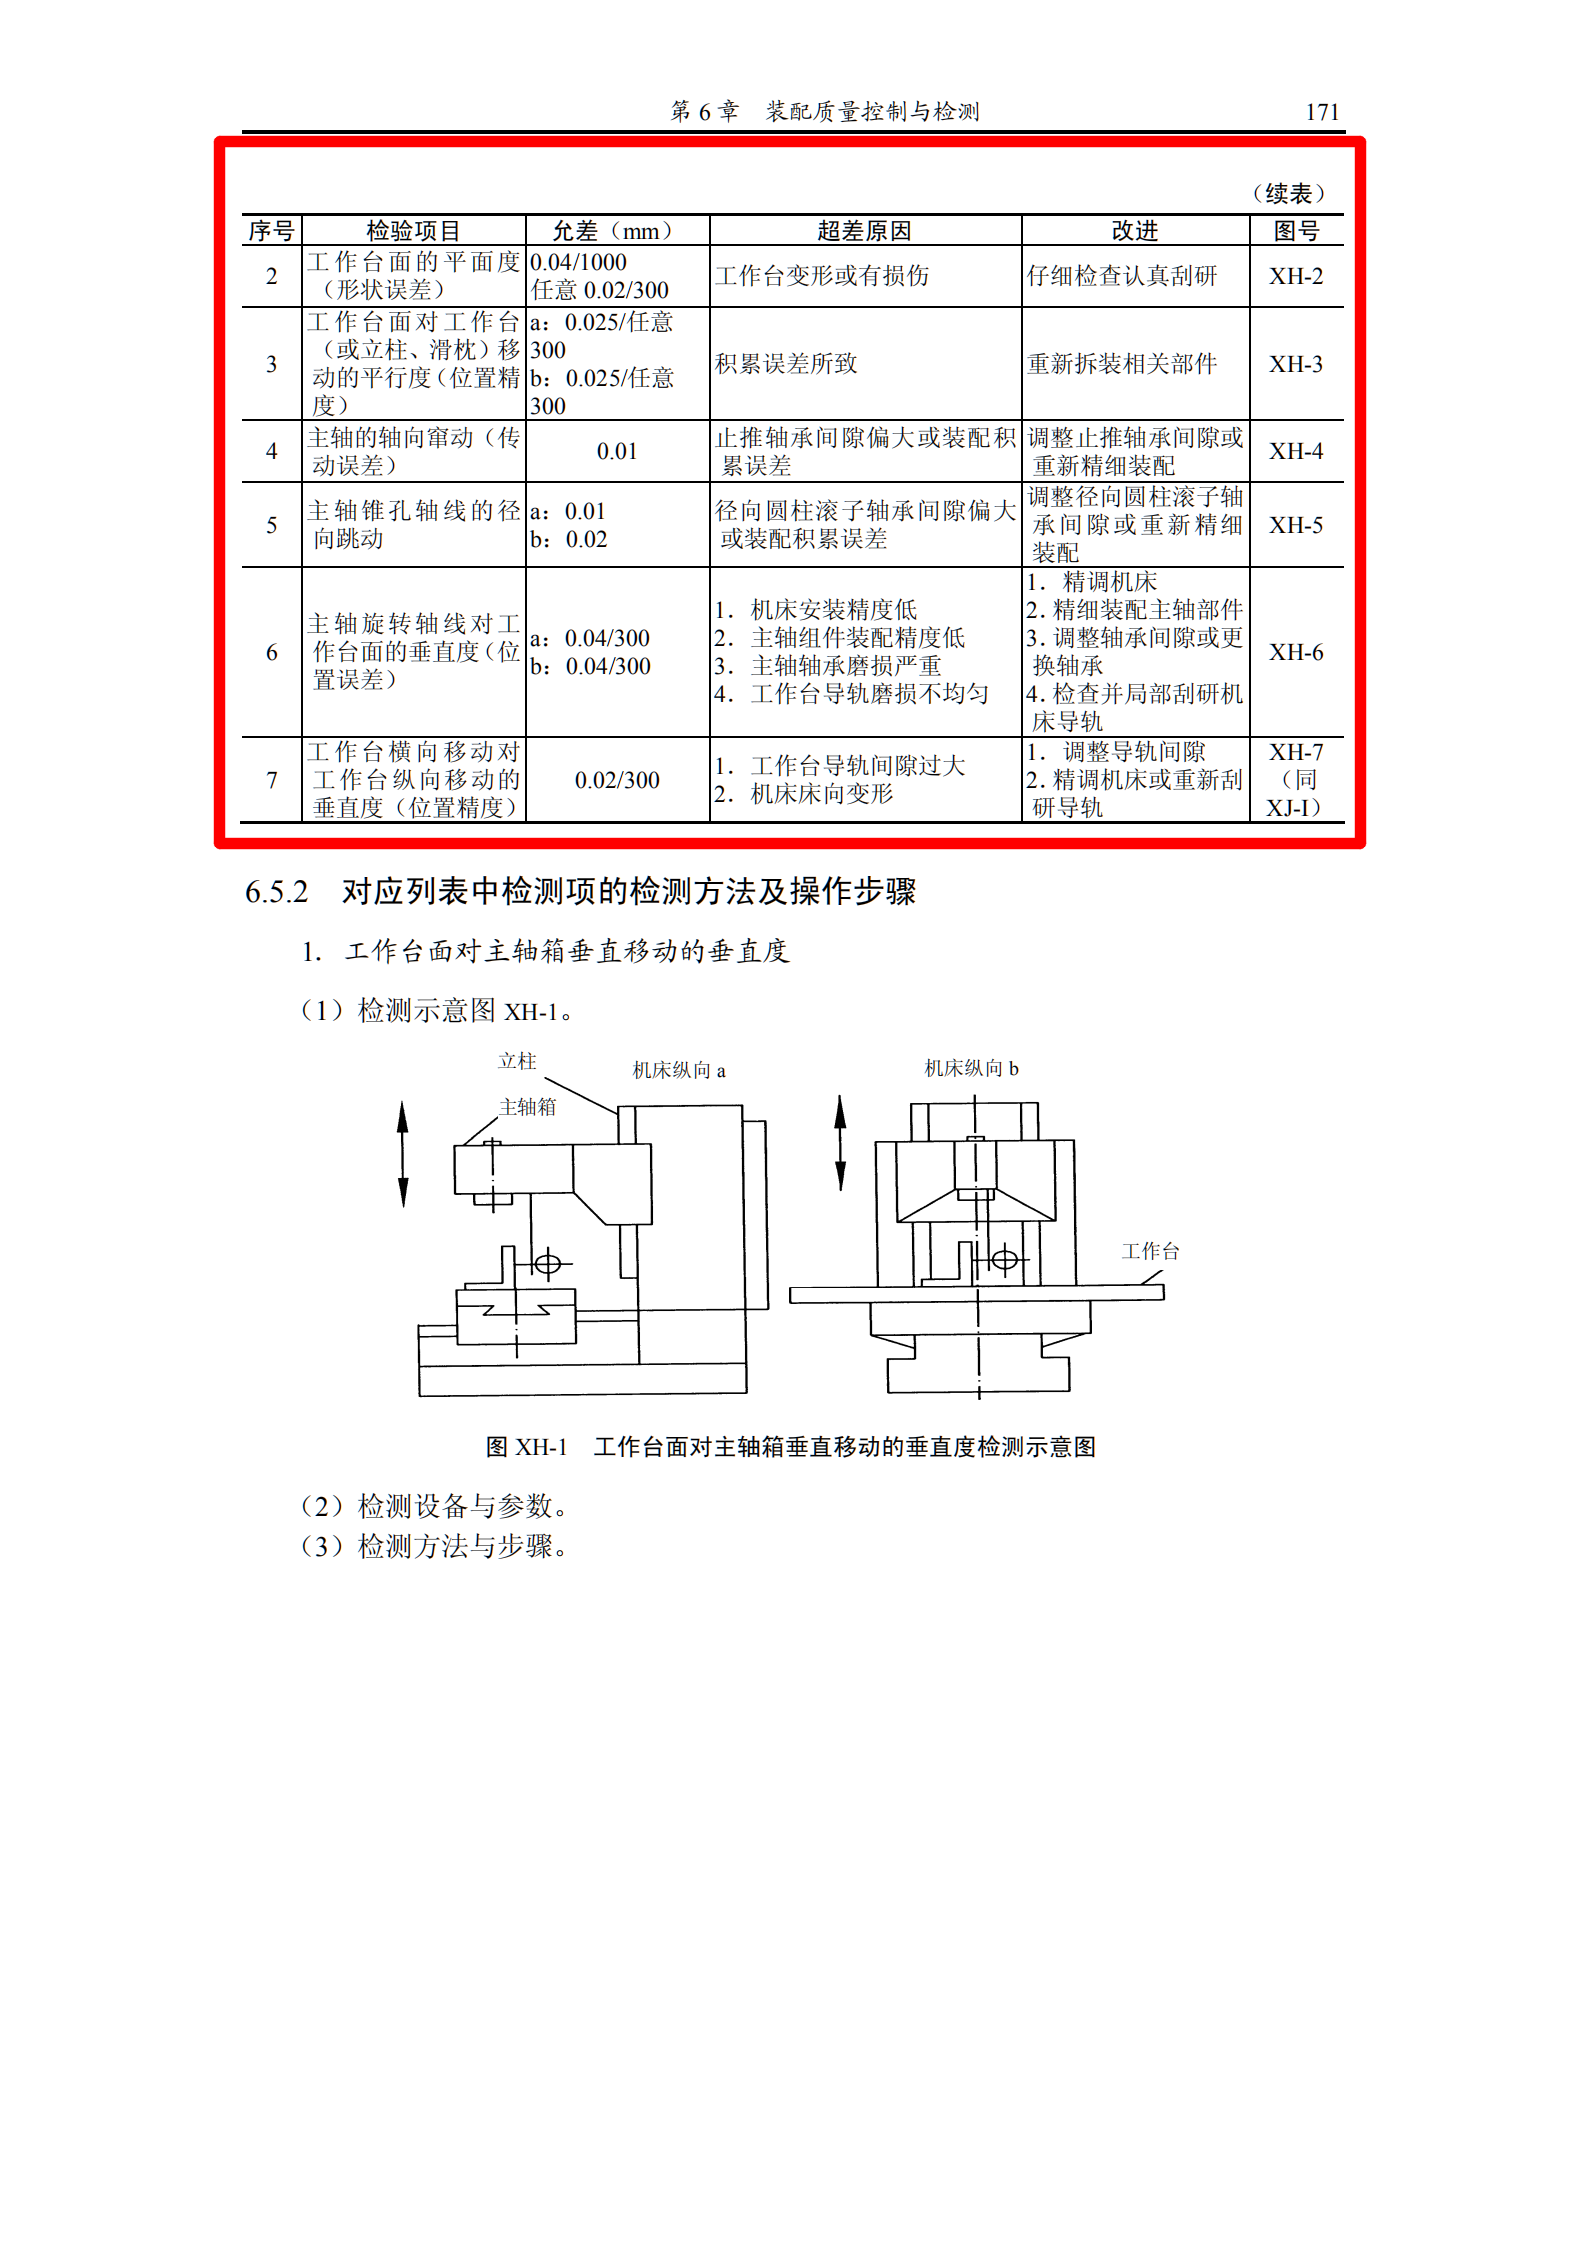 第 6 章 装配质量控制与检测 171
（续表）
序号 检验项目 允差（mm） 超差原因 改进 图号
2 工作台面的平面度（形状误差） 0.04/1000 任意 0.02/300 工作台变形或有损伤 仔细检查认真刮研 XH-2
3 工作台面对工作台（或立柱、滑枕）移动的平行度（位置精度） a：0.025/任意 300 b：0.025/任意 300 积累误差所致 重新拆装相关部件 XH-3
4 主轴的轴向窜动（传动误差） 0.01 止推轴承间隙偏大或装配积累误差 调整止推轴承间隙或重新精细装配 XH-4
5 主轴锥孔轴线的径向跳动 a：0.01 b：0.02 径向圆柱滚子轴承间隙偏大或装配积累误差 调整径向圆柱滚子轴承间隙或重新精细装配 XH-5
6 主轴旋转轴线对工作台面的垂直度（位置误差） a：0.04/300 b：0.04/300 1．机床安装精度低 2．主轴组件装配精度低 3．主轴轴承磨损严重 4．工作台导轨磨损不均匀 1．精调机床 2．精细装配主轴部件 3．调整轴承间隙或更换轴承 4．检查并局部刮研机床导轨 XH-6
7 工作台横向移动对工作台纵向移动的垂直度（位置精度） 0.02/300 1．工作台导轨间隙过大 2．机床床向变形 1．调整导轨间隙 2．精调机床或重新刮研导轨 XH-7（同 XJ-I）
6.5.2 对应列表中检测项的检测方法及操作步骤
1．工作台面对主轴箱垂直移动的垂直度
（1）检测示意图 XH-1。
立柱
机床纵向 a
机床纵向 b
主轴箱
工作台
图 XH-1 工作台面对主轴箱垂直移动的垂直度检测示意图
（2）检测设备与参数。
（3）检测方法与步骤。